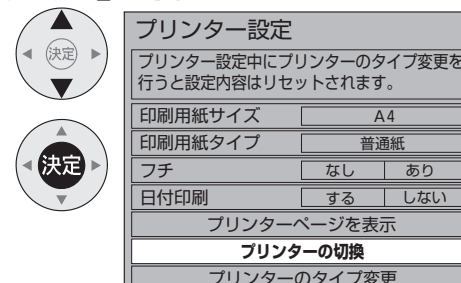 決定
決定
プリンター設定
プリンター設定中にプリンターのタイプ変更を
行うと設定内容はリセットされます。
印刷用紙サイズ A4
印刷用紙タイプ 普通紙
フチ なし あり
日付印刷 する しない
プリンターページを表示
プリンターの切換
プリンターのタイプ変更